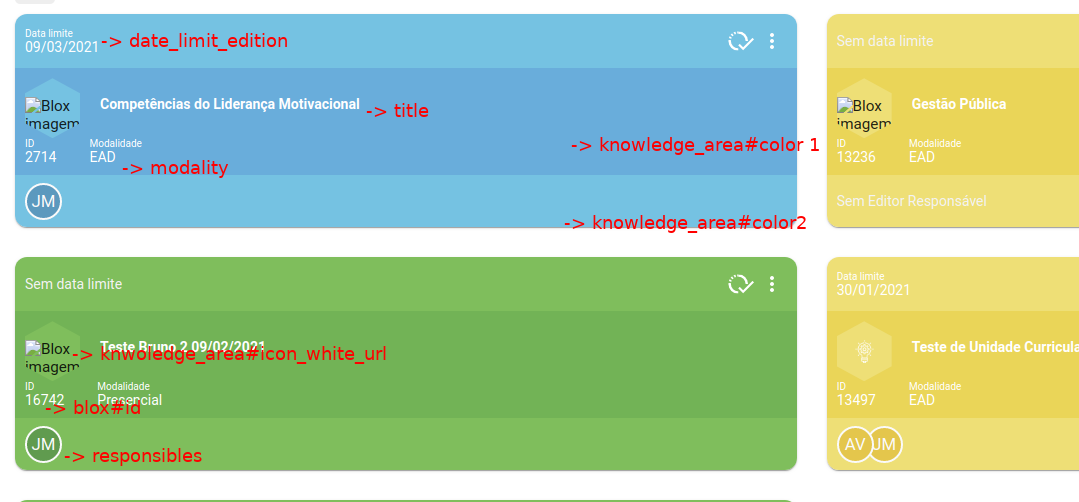 Data limite
09/03/2021
-> date_limit_edition
Blox imagem
Competências do Liderança Motivacional
-> title
ID
2714
Modalidade
EAD
-> modality
-> knowledge_area#color 1
JM
-> knowledge_area#color2
Sem data limite
Blox imagem
Gestão Pública
ID
13236
Modalidade
EAD
Sem Editor Responsável
Sem data limite
Blox imagem
Teste Bruno 2 09/02/2021
-> knwoledge_area#icon_white_url
ID
16742
Modalidade
Presencial
-> blox#id
JM
-> responsibles
Data limite
30/01/2021
Teste de Unidade Curricula
ID
13497
Modalidade
EAD
AV
JM